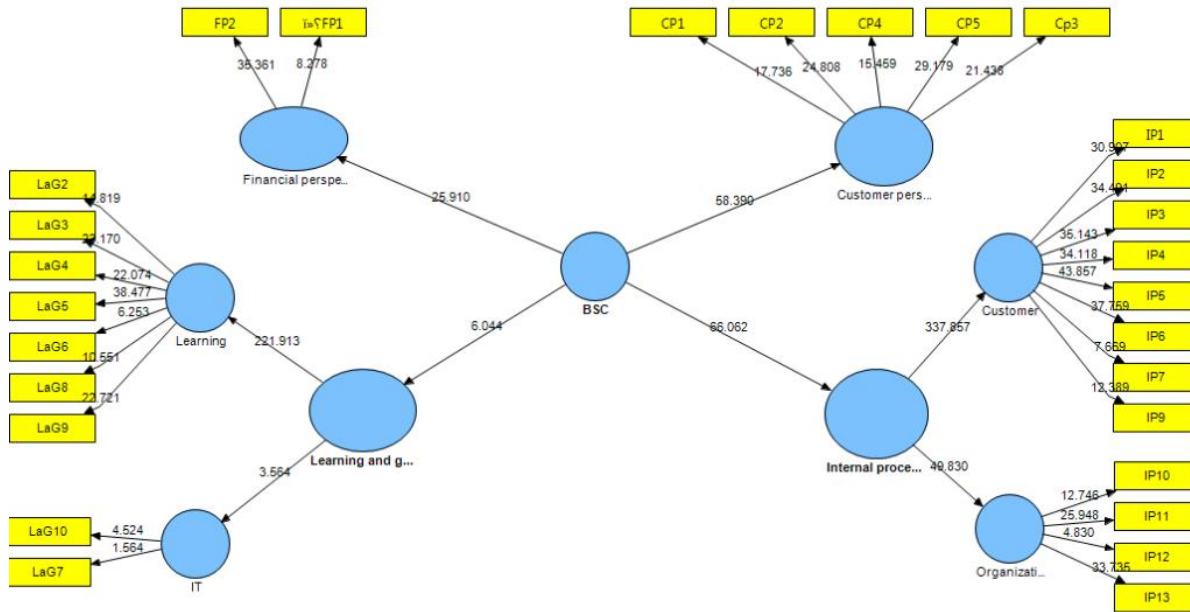 FP2
ï»؟FP1
CP1
CP2
CP4
CP5
Cp3
35.361
8.278
17.736
24.808
15.459
29.179
21.438
Financial perspe...
Customer pers...
25.910
58.390
BSC
6.044
66.062
LaG2
LaG3
LaG4
LaG5
LaG6
LaG8
LaG9
14.819
22.074
38.477
6.253
10.551
22.721
Learning
221.913
Learning and g...
3.564
LaG10
LaG7
4.524
1.564
IT
IP1
IP2
IP3
IP4
IP5
IP6
IP7
IP9
30.907
34.491
35.143
34.118
43.857
37.759
7.669
12.389
Customer
337.857
Internal proce...
49.830
IP10
IP11
IP12
IP13
12.746
25.948
4.830
33.735
Organizati...